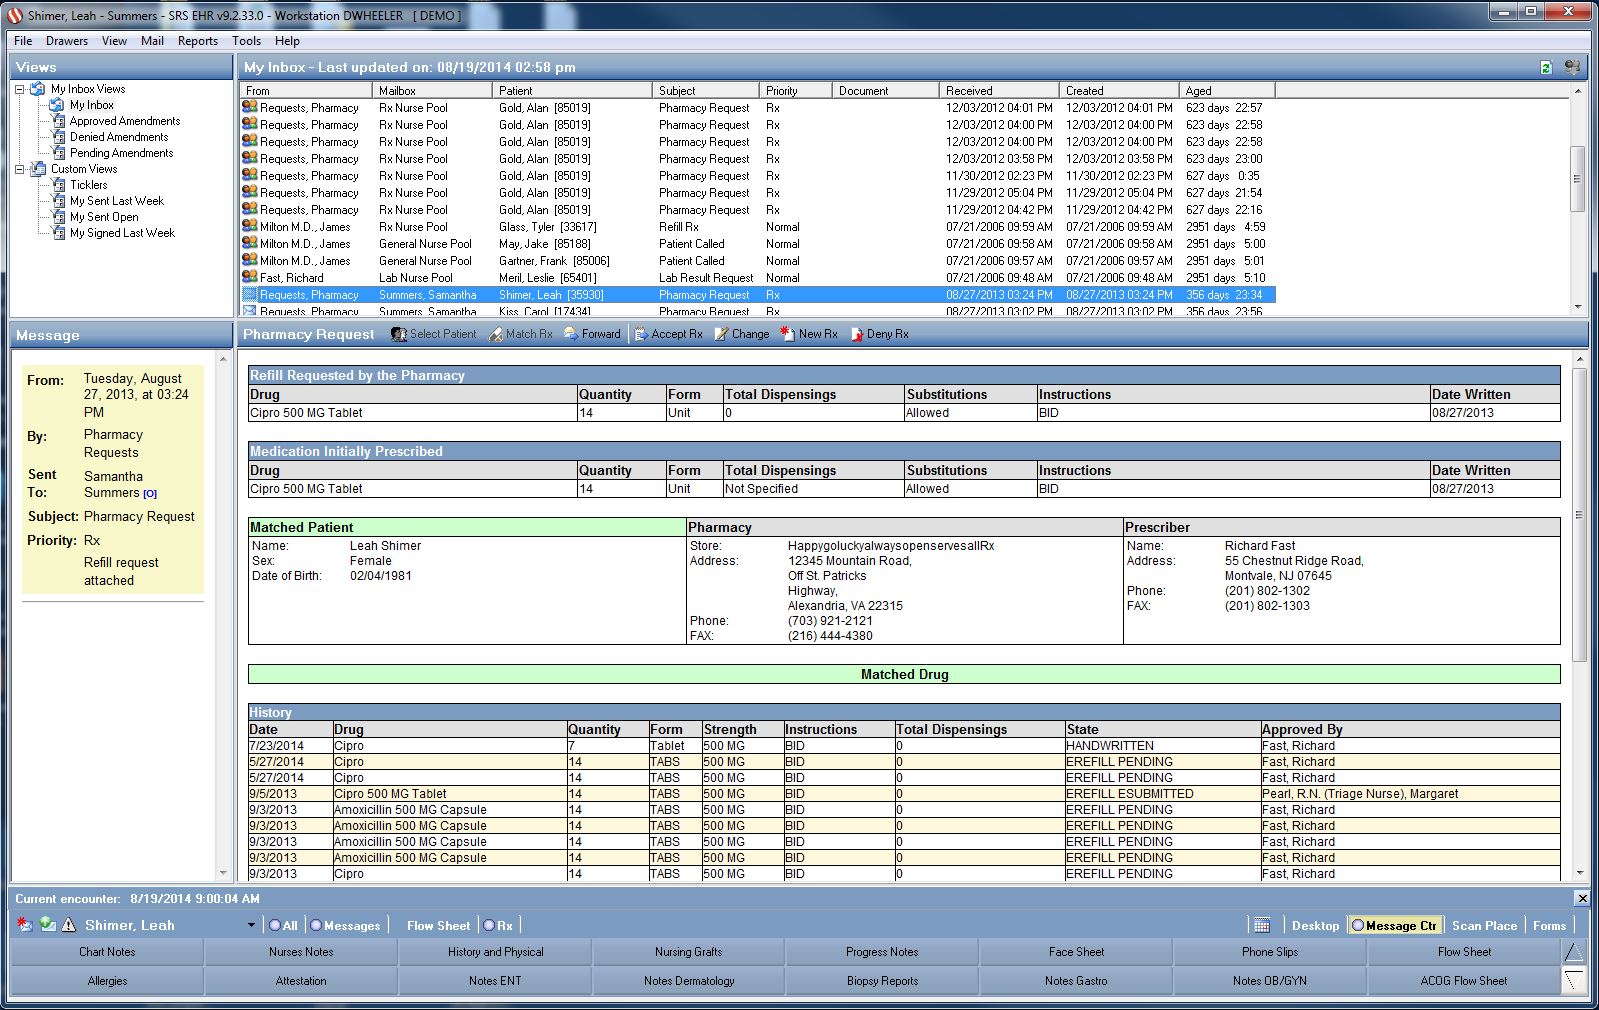 Shimer, Leah - Summers - SRS EHR v9.2.33.0 - Workstation DWHEELER [ DEMO ]
File Drawers View Mail Reports Tools Help
Views
My Inbox Views
My Inbox
Approved Amendments
Denied Amendments
Pending Amendments
Custom Views
Ticklers
My Sent Last Week
My Sent Open
My Signed Last Week
My Inbox - Last updated on: 08/19/2014 02:58 pm
From Mailbox Patient Subject Priority Document Received Created Aged
Requests, Pharmacy Rx Nurse Pool Gold, Alan [85019] Pharmacy Request Rx 12/03/2012 04:01 PM 12/03/2012 04:01 PM 623 days 22:57
Requests, Pharmacy Rx Nurse Pool Gold, Alan [85019] Pharmacy Request Rx 12/03/2012 04:00 PM 12/03/2012 04:00 PM 623 days 22:58
Requests, Pharmacy Rx Nurse Pool Gold, Alan [85019] Pharmacy Request Rx 12/03/2012 04:00 PM 12/03/2012 04:00 PM 623 days 22:58
Requests, Pharmacy Rx Nurse Pool Gold, Alan [85019] Pharmacy Request Rx 12/03/2012 03:58 PM 12/03/2012 03:58 PM 623 days 23:00
Requests, Pharmacy Rx Nurse Pool Gold, Alan [85019] Pharmacy Request Rx 11/30/2012 02:23 PM 11/30/2012 02:23 PM 627 days 0:35
Requests, Pharmacy Rx Nurse Pool Gold, Alan [85019] Pharmacy Request Rx 11/29/2012 05:04 PM 11/29/2012 05:04 PM 627 days 21:54
Requests, Pharmacy Rx Nurse Pool Gold, Alan [85019] Pharmacy Request Rx 11/29/2012 04:42 PM 11/29/2012 04:42 PM 627 days 22:16
Milton M.D., James Rx Nurse Pool Glass, Tyler [33617] Refill Rx Normal 07/21/2006 09:59 AM 07/21/2006 09:59 AM 2951 days 4:59
Milton M.D., James General Nurse Pool May, Jake [85188] Patient Called Normal 07/21/2006 09:58 AM 07/21/2006 09:58 AM 2951 days 5:00
Milton M.D., James General Nurse Pool Gartner, Frank [85006] Patient Called Normal 07/21/2006 09:57 AM 07/21/2006 09:57 AM 2951 days 5:01
Fast, Richard Lab Nurse Pool Meril, Leslie [65401] Lab Result Request Normal 07/21/2006 09:48 AM 07/21/2006 09:48 AM 2951 days 5:10
Requests, Pharmacy Summers, Samantha Shimer, Leah [35930] Pharmacy Request Rx 08/27/2013 03:24 PM 08/27/2013 03:24 PM 356 days 23:34
Requests, Pharmacy Summers, Samantha Kiss, Carol [17434] Pharmacy Request Rx 08/27/2013 03:02 PM 08/27/2013 03:02 PM 356 days 23:56
Message
From: Tuesday, August
27, 2013, at 03:24
PM
By: Pharmacy
Requests
Sent Samantha
To: Summers [O]
Subject: Pharmacy Request
Priority: Rx
Refill request
attached
Pharmacy Request Select Patient Match Rx Forward Accept Rx Change New Rx Deny Rx
Refill Requested by the Pharmacy
Drug Quantity Form Total Dispensings Substitutions Instructions Date Written
Cipro 500 MG Tablet 14 Unit 0 Allowed BID 08/27/2013
Medication Initially Prescribed
Drug Quantity Form Total Dispensings Substitutions Instructions Date Written
Cipro 500 MG Tablet 14 Unit Not Specified Allowed BID 08/27/2013
Matched Patient Pharmacy Prescriber
Name: Leah Shimer Store: HappygoluckyalwaysopenservesallRx Name: Richard Fast
Sex: Female Address: 12345 Mountain Road, Address: 55 Chestnut Ridge Road,
Date of Birth: 02/04/1981 Off St. Patricks Montvale, NJ 07645
Highway, Phone: (201) 802-1302
Alexandria, VA 22315 FAX: (201) 802-1303
Phone: (703) 921-2121
FAX: (216) 444-4380
Matched Drug
History
Date Drug Quantity Form Strength Instructions Total Dispensings State Approved By
7/23/2014 Cipro 7 Tablet 500 MG BID 0 HANDWRITTEN Fast, Richard
5/27/2014 Cipro 14 TABS 500 MG BID 0 EREFILL PENDING Fast, Richard
5/27/2014 Cipro 14 TABS 500 MG BID 0 EREFILL PENDING Fast, Richard
9/5/2013 Cipro 500 MG Tablet 14 TABS 500 MG BID 0 EREFILL ESUBMITTED Pearl, R.N. (Triage Nurse), Margaret
9/3/2013 Amoxicillin 500 MG Capsule 14 TABS 500 MG BID 0 EREFILL PENDING Fast, Richard
9/3/2013 Amoxicillin 500 MG Capsule 14 TABS 500 MG BID 0 EREFILL PENDING Fast, Richard
9/3/2013 Amoxicillin 500 MG Capsule 14 TABS 500 MG BID 0 EREFILL PENDING Fast, Richard
9/3/2013 Amoxicillin 500 MG Capsule 14 TABS 500 MG BID 0 EREFILL PENDING Fast, Richard
9/3/2013 Cipro 14 TABS 500 MG BID 0 EREFILL PENDING Fast, Richard
Current encounter: 8/19/2014 9:00:04 AM
Shimer, Leah All Messages Flow Sheet Rx Desktop Message Ctr Scan Place Forms
Chart Notes Nurses Notes History and Physical Nursing Grafts Progress Notes Face Sheet Phone Slips Flow Sheet
Allergies Attestation Notes ENT Notes Dermatology Biopsy Reports Notes Gastro Notes OB/GYN ACOG Flow Sheet